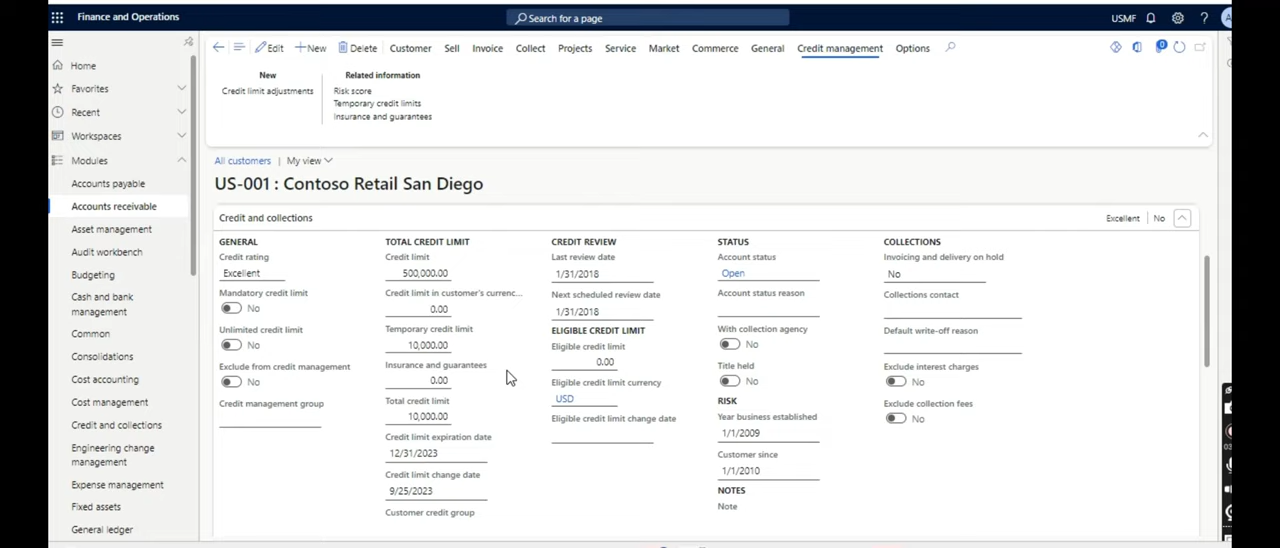 Finance and Operations
Search for a page
USMF
?
Home
Favorites
Recent
Workspaces
Modules
Accounts payable
Accounts receivable
Asset management
Audit workbench
Budgeting
Cash and bank
management
Common
Consolidations
Cost accounting
Cost management
Credit and collections
Engineering change
management
Expense management
Fixed assets
General ledger
Edit
New
Delete
Customer
Sell
Invoice
Collect
Projects
Service
Market
Commerce
General
Credit management
Options
0
New
Credit limit adjustments
Related information
Risk score
Temporary credit limits
Insurance and guarantees
All customers | My view
US-001 : Contoso Retail San Diego
Credit and collections
Excellent | No
GENERAL
Credit rating
Excellent
Mandatory credit limit
No
Unlimited credit limit
No
Exclude from credit management
No
Credit management group
TOTAL CREDIT LIMIT
Credit limit
500,000.00
Credit limit in customer's currenc...
0.00
Temporary credit limit
10,000.00
Insurance and guarantees
0.00
Total credit limit
10,000.00
Credit limit expiration date
12/31/2023
Credit limit change date
9/25/2023
Customer credit group
CREDIT REVIEW
Last review date
1/31/2018
Next scheduled review date
1/31/2018
ELIGIBLE CREDIT LIMIT
Eligible credit limit
0.00
Eligible credit limit currency
USD
Eligible credit limit change date
STATUS
Account status
Open
Account status reason
With collection agency
No
Title held
No
RISK
Year business established
1/1/2009
Customer since
1/1/2010
NOTES
Note
COLLECTIONS
Invoicing and delivery on hold
No
Collections contact
Default write-off reason
Exclude interest charges
No
Exclude collection fees
No